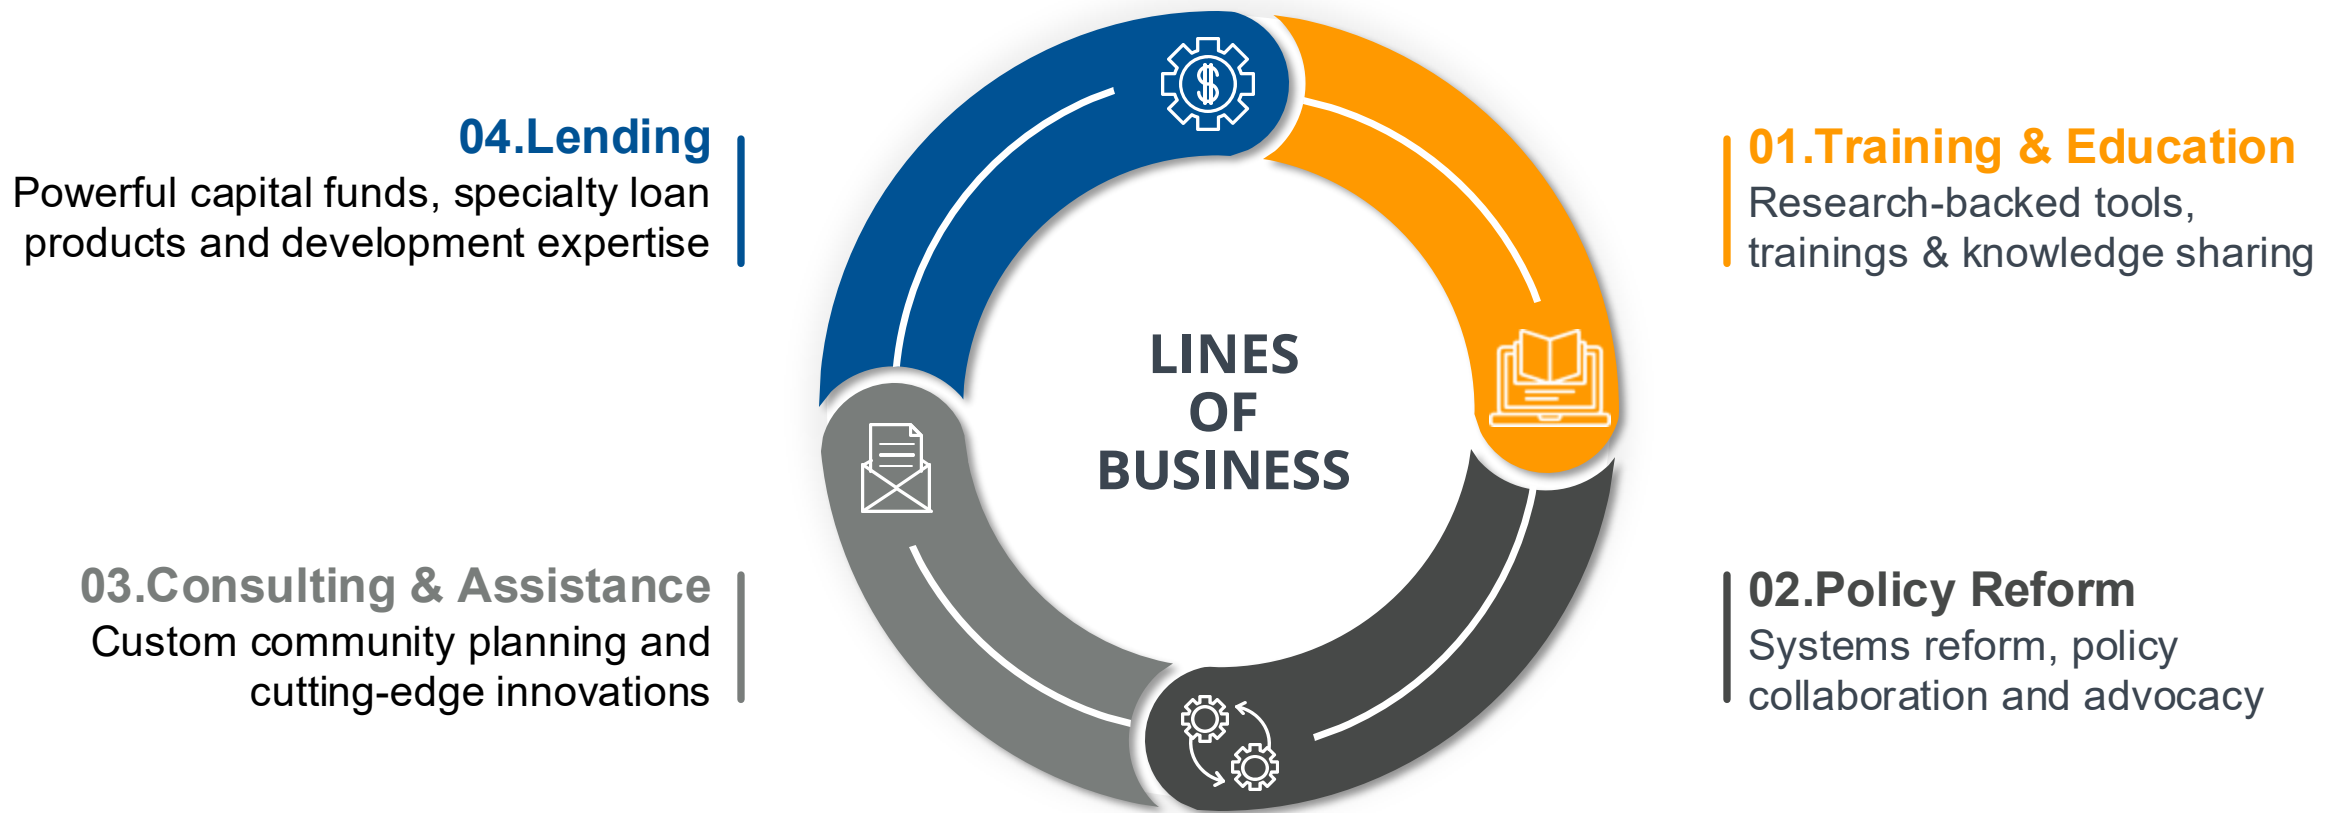 04.Lending
Powerful capital funds, specialty loan
products and development expertise
01.Training & Education
Research-backed tools,
trainings & knowledge sharing
LINES
OF
BUSINESS
03.Consulting & Assistance
Custom community planning and
cutting-edge innovations
02.Policy Reform
Systems reform, policy
collaboration and advocacy
$